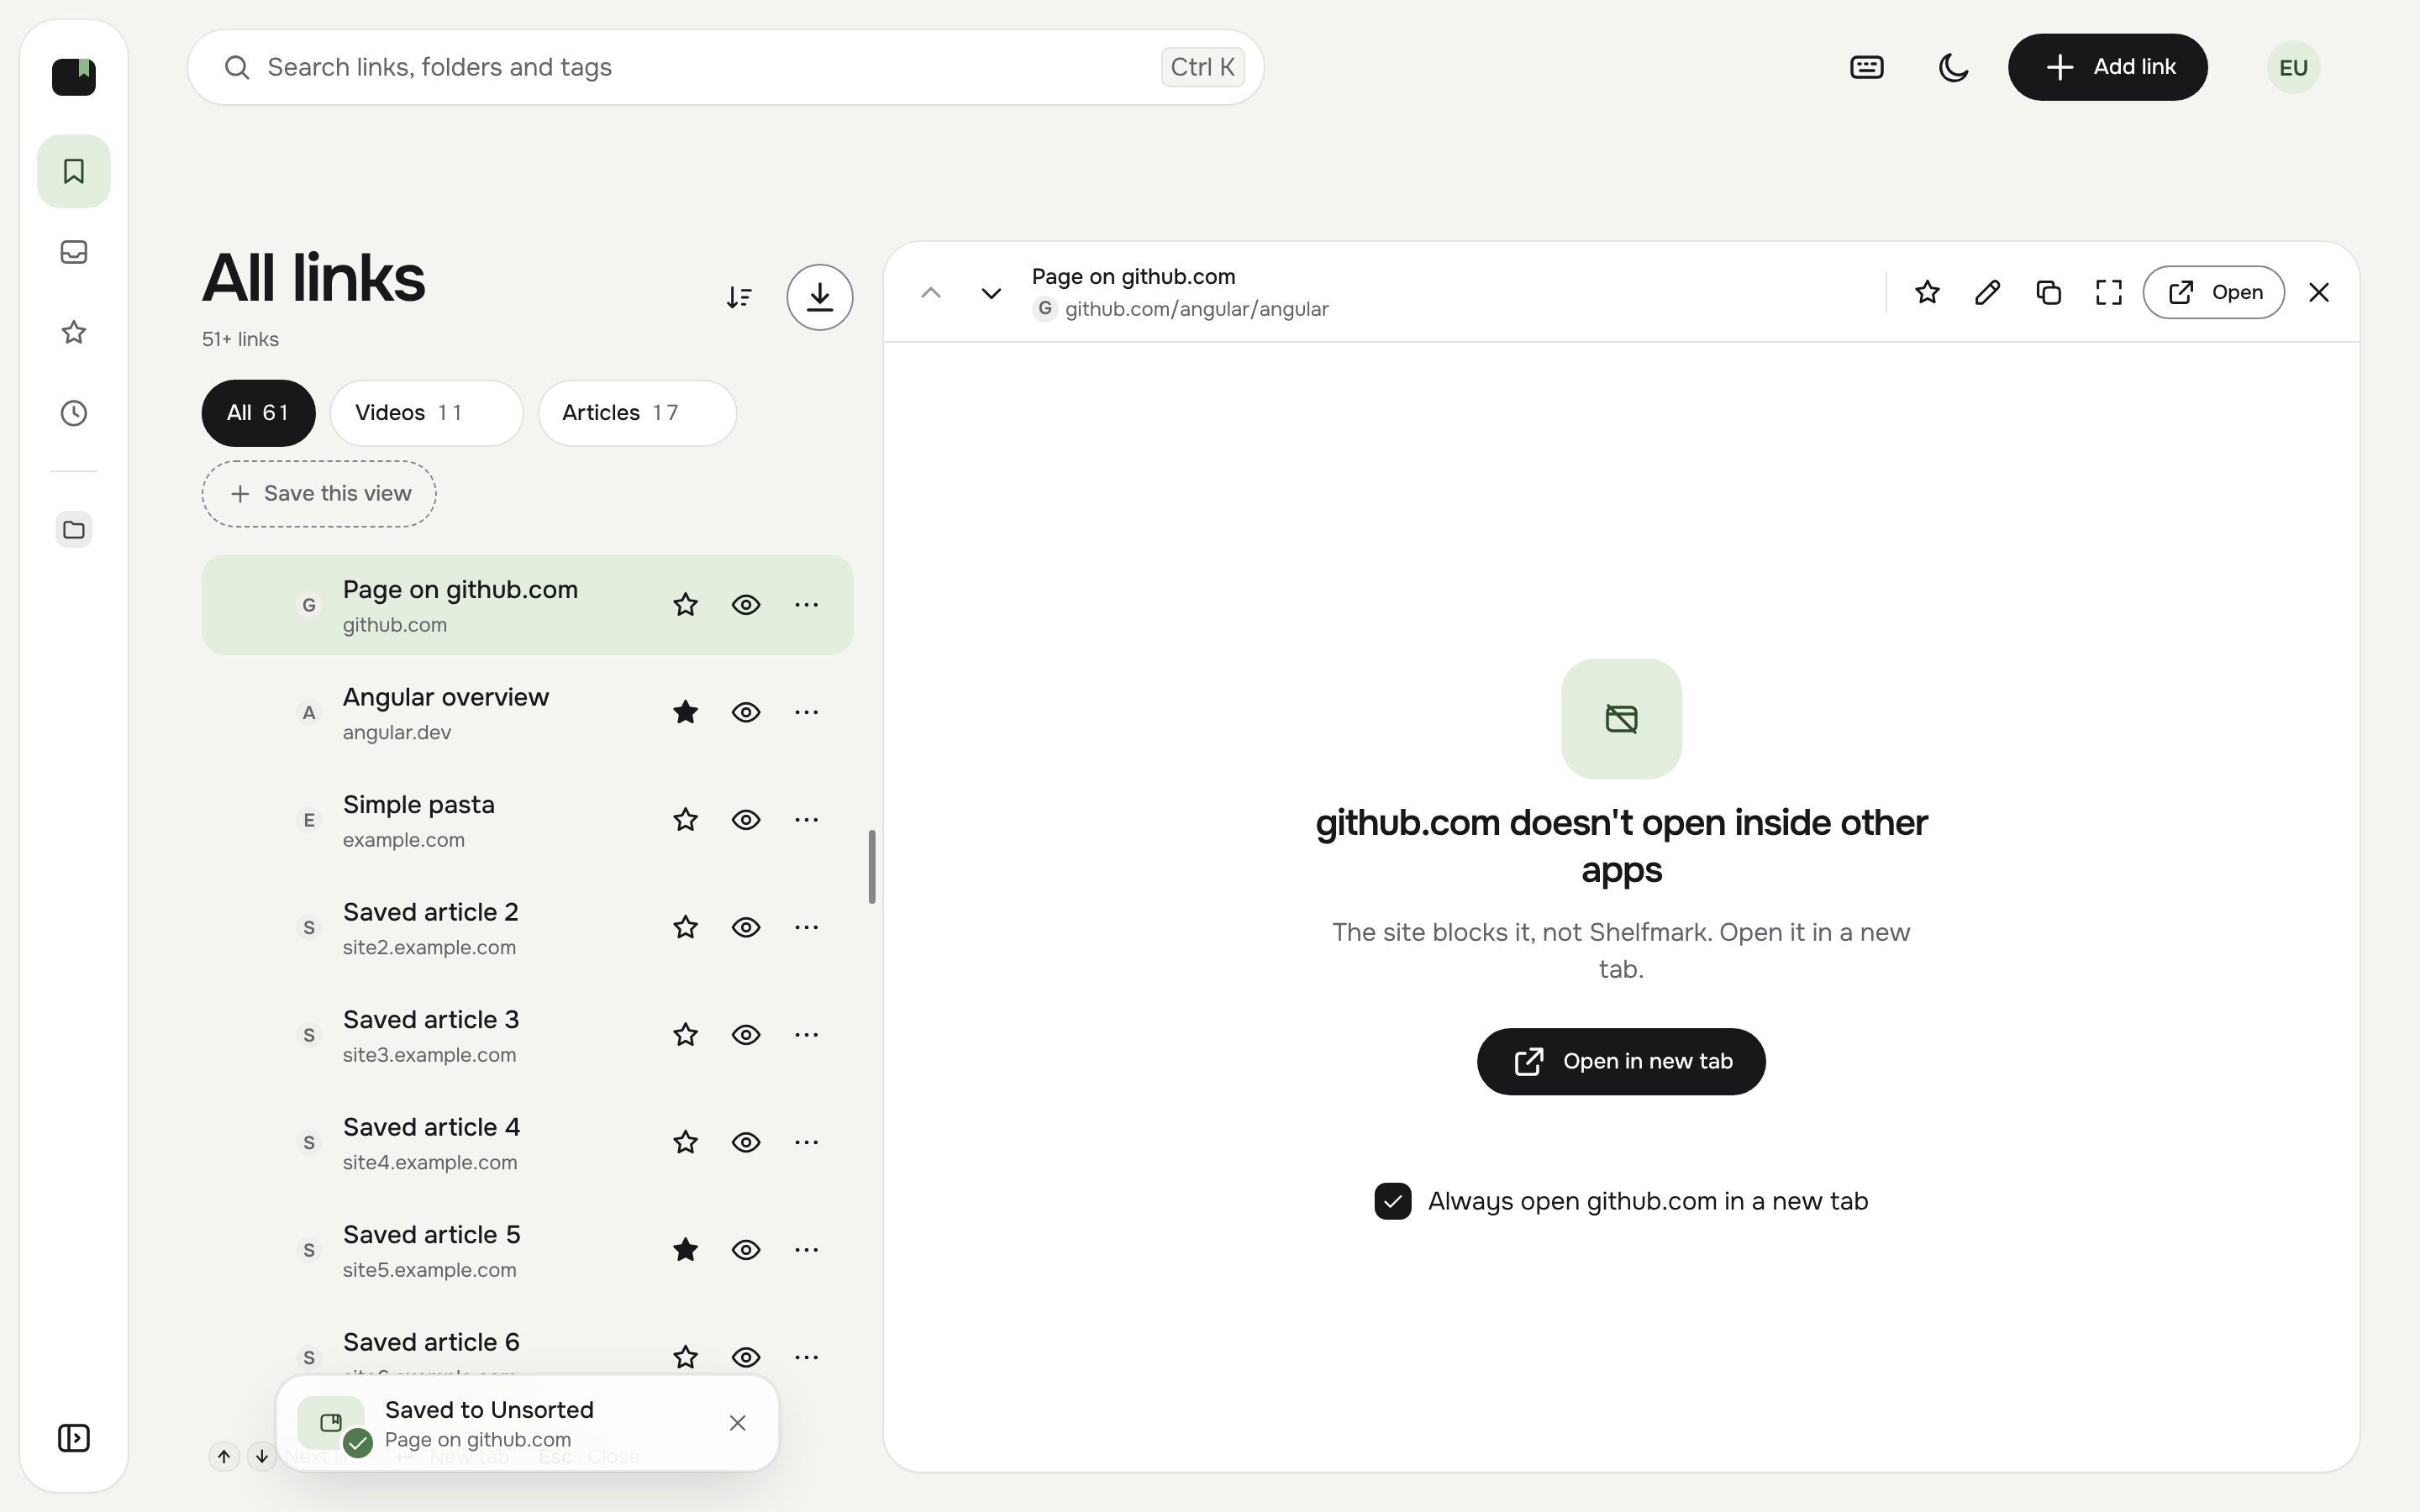 Search links, folders and tags
Ctrl K
Add link
EU
All links
51+ links
All 61
Videos 11
Articles 17
Save this view
G
Page on github.com
github.com
A
Angular overview
angular.dev
E
Simple pasta
example.com
S
Saved article 2
site2.example.com
S
Saved article 3
site3.example.com
S
Saved article 4
site4.example.com
S
Saved article 5
site5.example.com
S
Saved article 6
Saved to Unsorted
Page on github.com
New tab Esc Close
Page on github.com
G github.com/angular/angular
Open
github.com doesn't open inside other
apps
The site blocks it, not Shelfmark. Open it in a new
tab.
Open in new tab
Always open github.com in a new tab